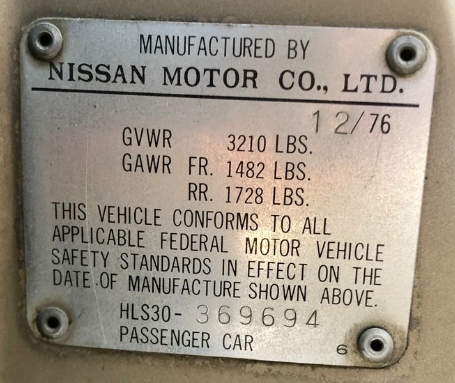 MANUFACTURED BY
NISSAN MOTOR CO., LTD.
12/76
GVWR 3210 LBS.
GAWR FR. 1482 LBS.
RR. 1728 LBS.
THIS VEHICLE CONFORMS TO ALL
APPLICABLE FEDERAL MOTOR VEHICLE
SAFETY STANDARDS IN EFFECT ON THE
DATE OF MANUFACTURE SHOWN ABOVE.
HLS30-369694
PASSENGER CAR 6